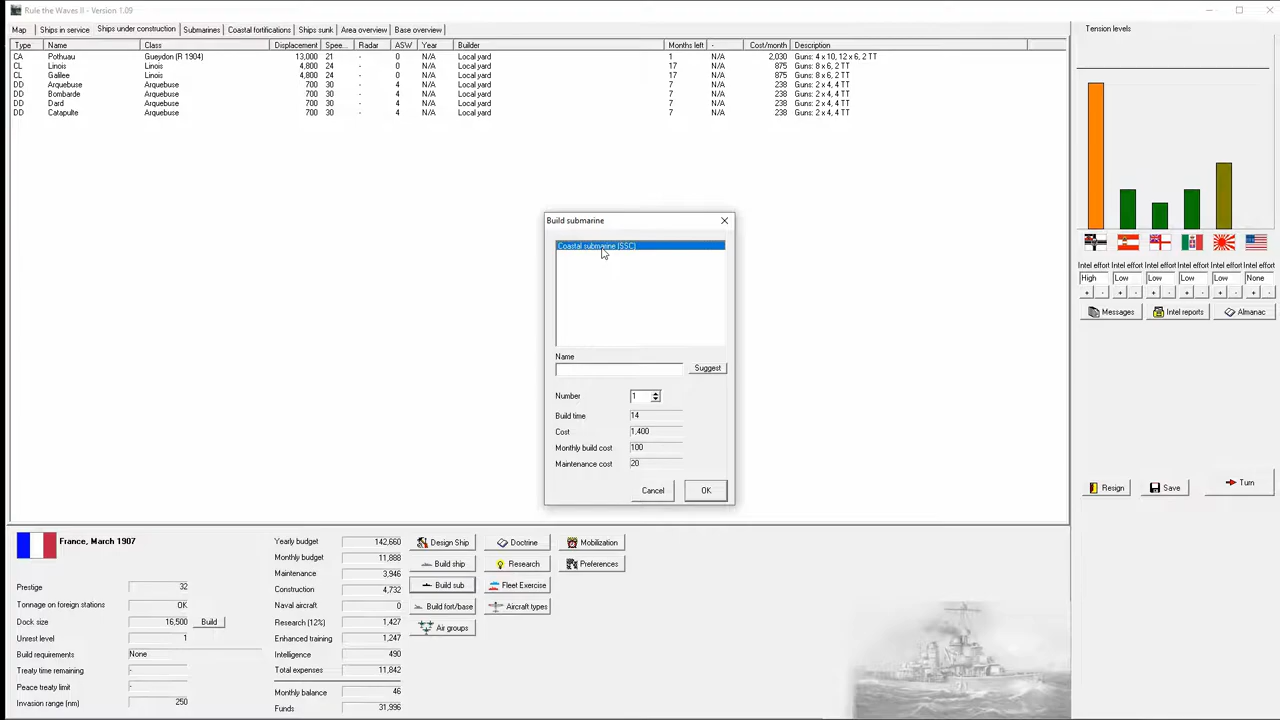 Rule the Waves II - Version 1.09
Map Ships in service Ships under construction Submarines Coastal fortifications Ships sunk Area overview Base overview
Type Name Class Displacement Spee... Radar ASW Year Builder Months left - Cost/month Description
CA Pothuau Gueydon (R 1904) 13,000 21 - 0 N/A Local yard 1 N/A 2,030 Guns: 4 x 10, 12 x 6, 2 TT
CL Linois Linois 4,800 24 - 0 N/A Local yard 17 N/A 875 Guns: 8 x 6, 2 TT
CL Galilee Linois 4,800 24 - 0 N/A Local yard 17 N/A 875 Guns: 8 x 6, 2 TT
DD Arquebuse Arquebuse 700 30 - 4 N/A Local yard 7 N/A 238 Guns: 2 x 4, 4 TT
DD Bombarde Arquebuse 700 30 - 4 N/A Local yard 7 N/A 238 Guns: 2 x 4, 4 TT
DD Dard Arquebuse 700 30 - 4 N/A Local yard 7 N/A 238 Guns: 2 x 4, 4 TT
DD Catapulte Arquebuse 700 30 - 4 N/A Local yard 7 N/A 238 Guns: 2 x 4, 4 TT
Build submarine
Coastal submarine (SSC)
Name
Suggest
Number 1
Build time 14
Cost 1,400
Monthly build cost 100
Maintenance cost 20
Cancel OK
Tension levels
Intel effort Intel effort Intel effort Intel effort Intel effort Intel effort
High Low Low Low Low None
+ - + - + - + - + - + -
Messages Intel reports Almanac
Resign Save Turn
France, March 1907
Prestige 32
Tonnage on foreign stations OK
Dock size 16,500 Build
Unrest level 1
Build requirements None
Treaty time remaining -
Peace treaty limit -
Invasion range (nm) 250
Yearly budget 142,660
Monthly budget 11,888
Maintenance 3,946
Construction 4,732
Naval aircraft 0
Research (12%) 1,427
Enhanced training 1,247
Intelligence 490
Total expenses 11,842
Monthly balance 46
Funds 31,996
Design Ship Doctrine Mobilization
Build ship Research Preferences
Build sub Fleet Exercise
Build fort/base Aircraft types
Air groups